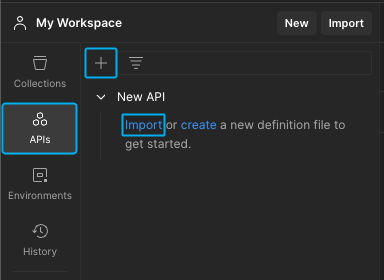 My Workspace
New
Import
Collections
APIs
Environments
History
New API
Import or create a new definition file to
get started.